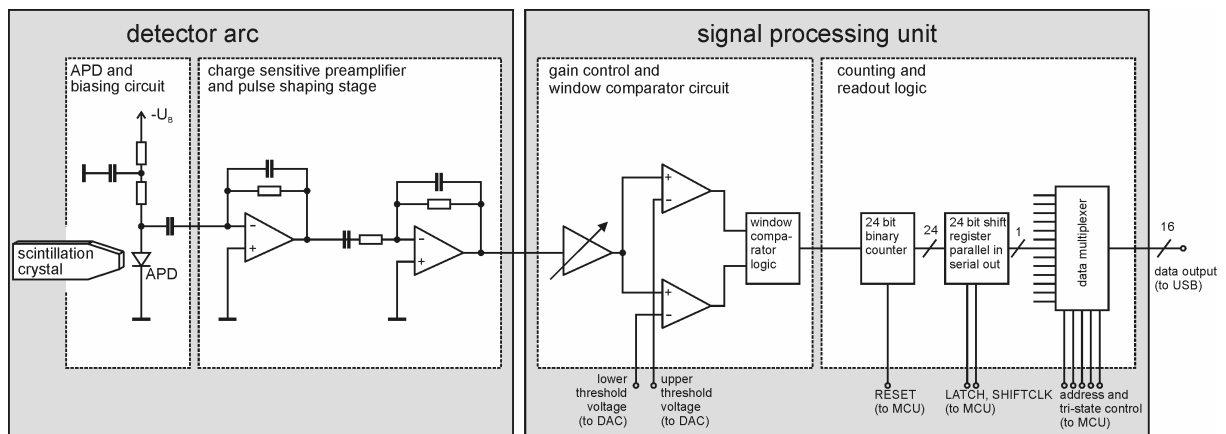 detector arc
signal processing unit
APD and
biasing circuit
charge sensitive preamplifier
and pulse shaping stage
gain control and
window comparator circuit
counting and
readout logic
-U_B
scintillation
crystal
APD
-
+
-
+
+
-
+
-
window
compa-
rator
logic
24 bit
binary
counter
24
24 bit shift
register
parallel in
serial out
1
data multiplexer
16
data output
(to USB)
lower
threshold
voltage
(to DAC)
upper
threshold
voltage
(to DAC)
RESET
(to MCU)
LATCH, SHIFTCLK
(to MCU)
address and
tri-state control
(to MCU)